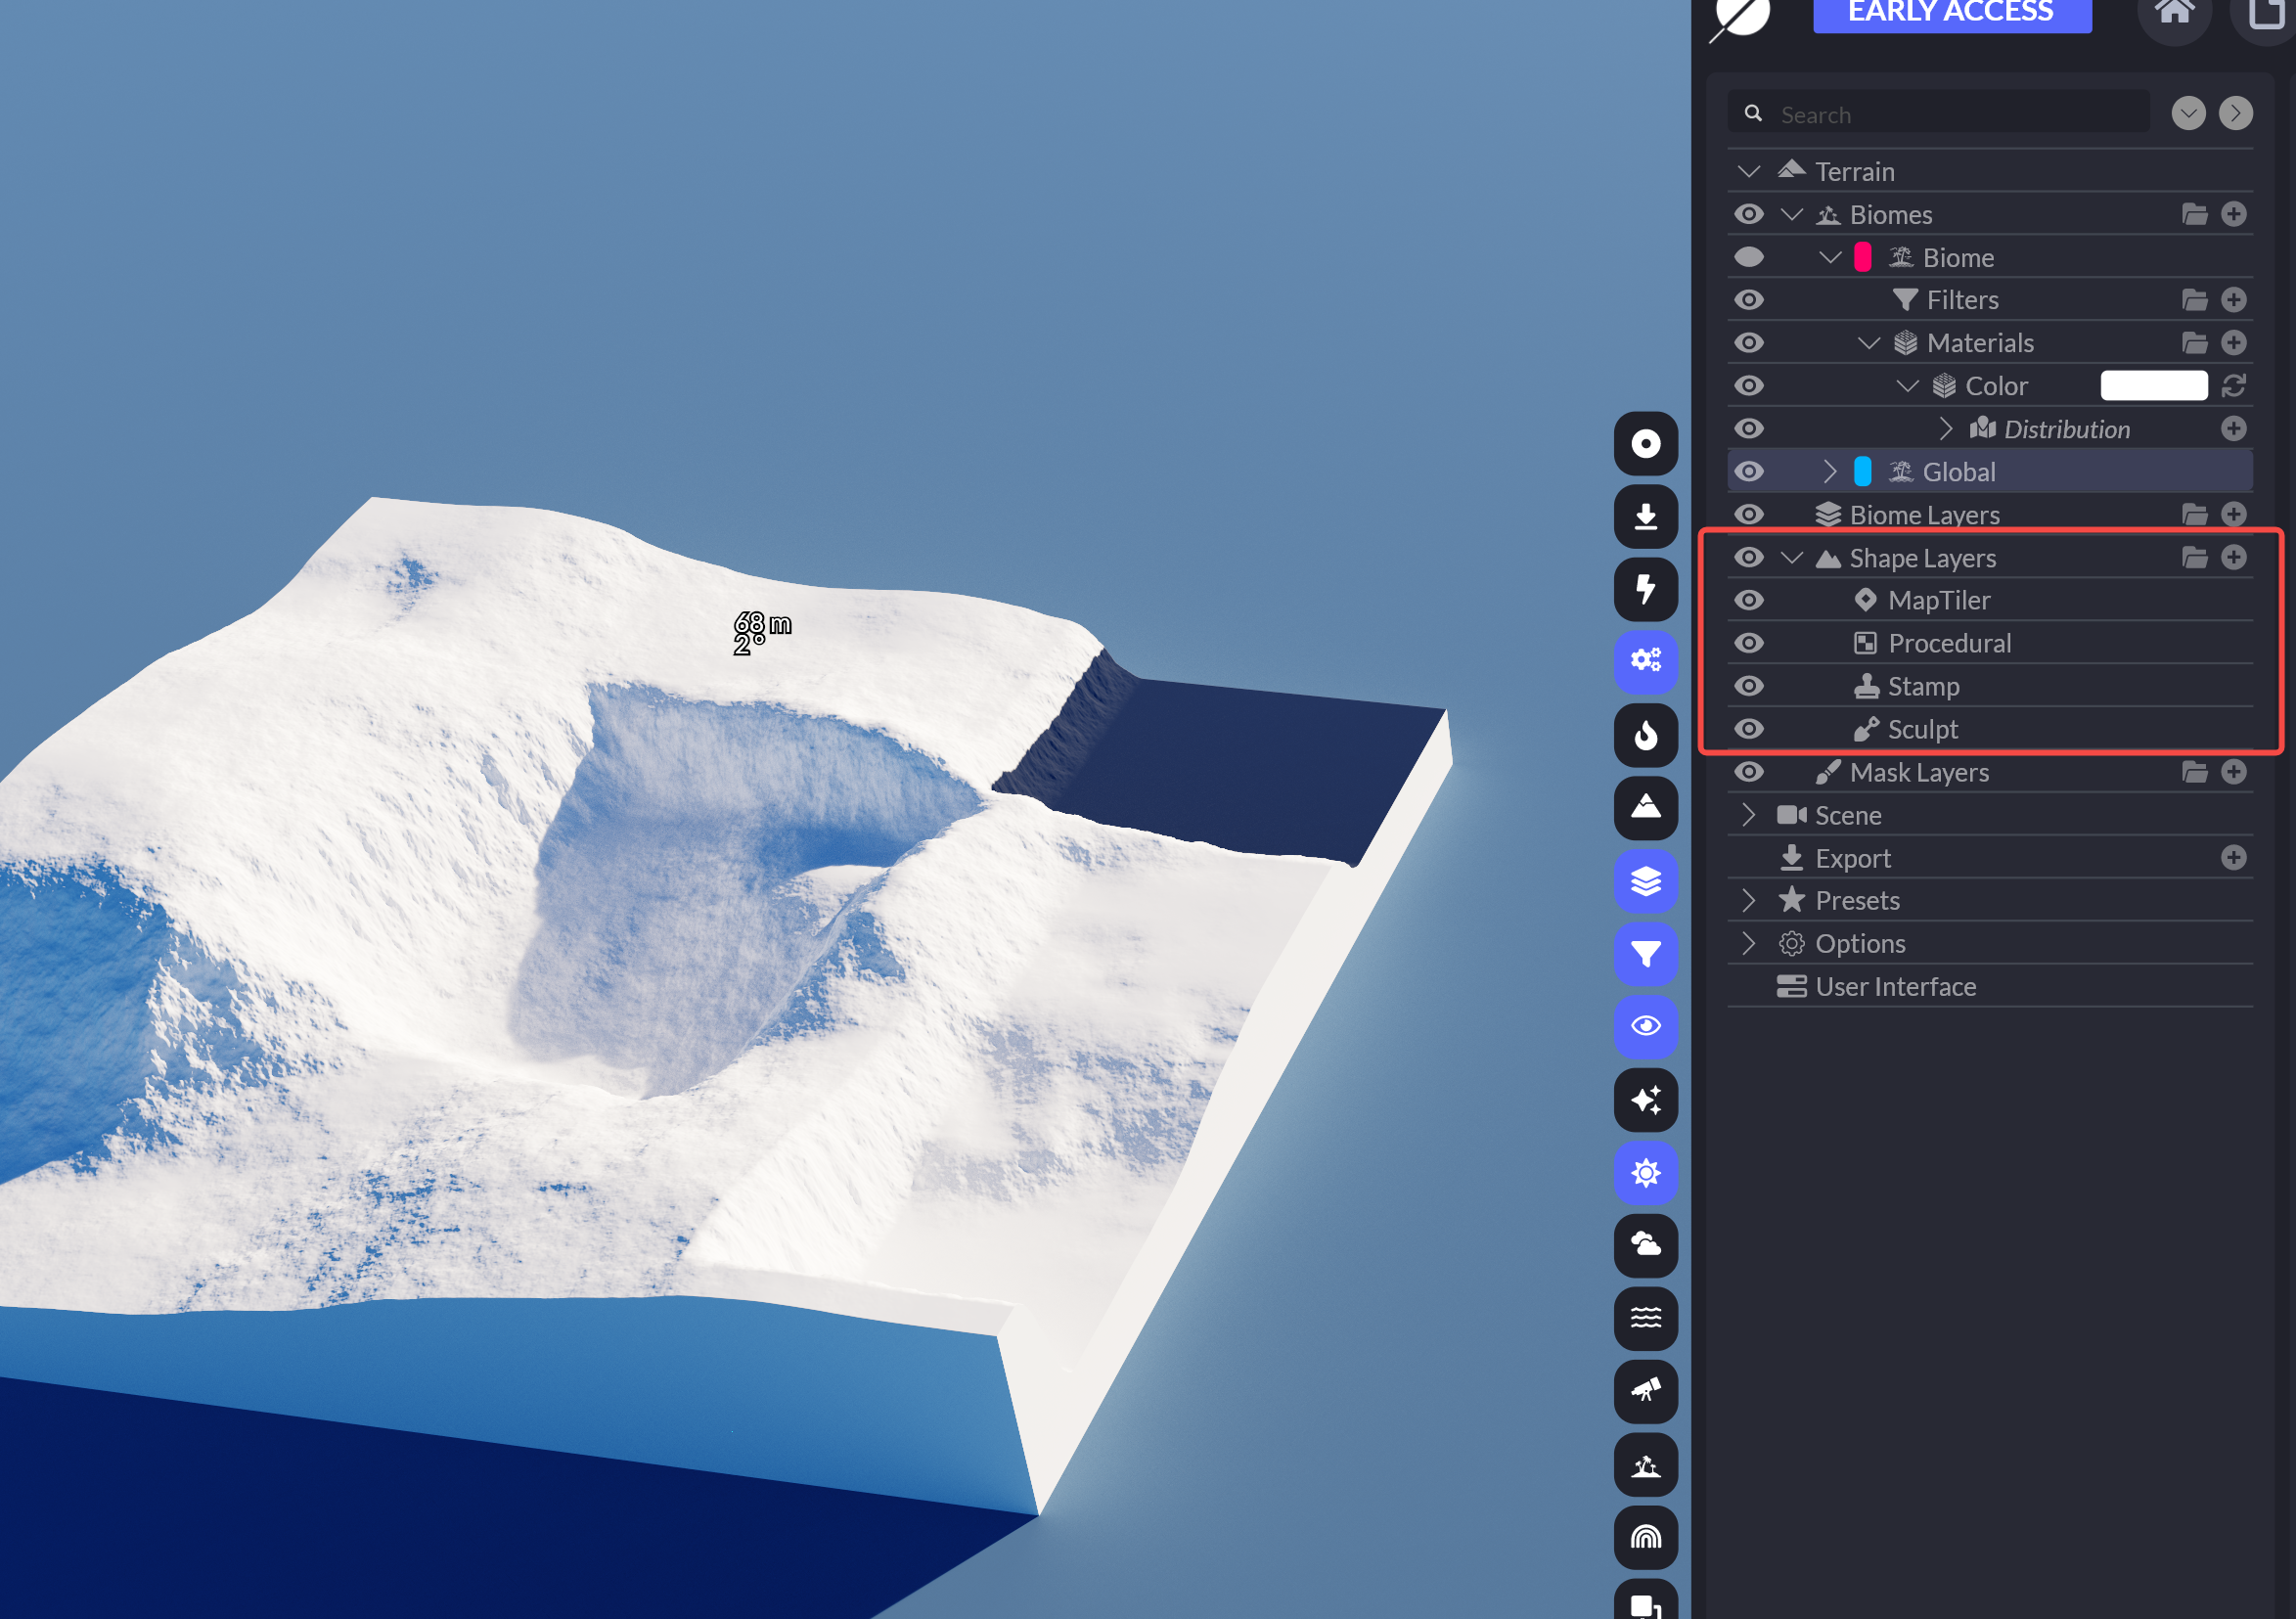 EARLY ACCESS
Search
Terrain
Biomes
Biome
Filters
Materials
Color
Distribution
Global
Biome Layers
Shape Layers
MapTiler
Procedural
Stamp
Sculpt
Mask Layers
Scene
Export
Presets
Options
User Interface
68 m
2°